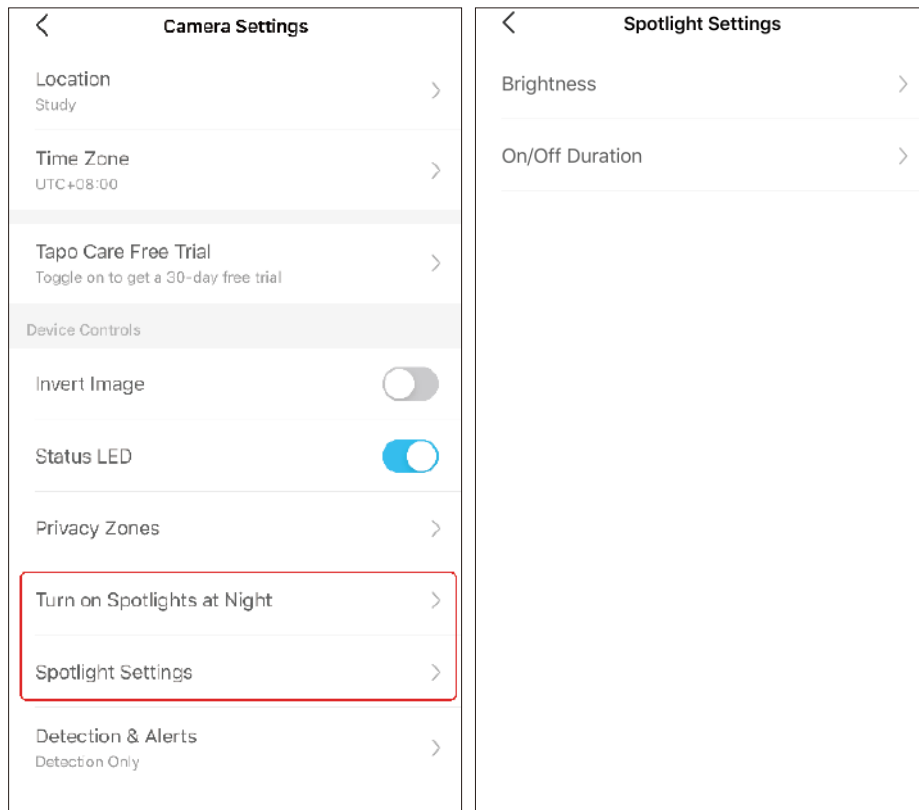 Camera Settings
Location
Study
Time Zone
UTC+08:00
Tapo Care Free Trial
Toggle on to get a 30-day free trial
Device Controls
Invert Image
Status LED
Privacy Zones
Turn on Spotlights at Night
Spotlight Settings
Detection & Alerts
Detection Only
Spotlight Settings
Brightness
On/Off Duration